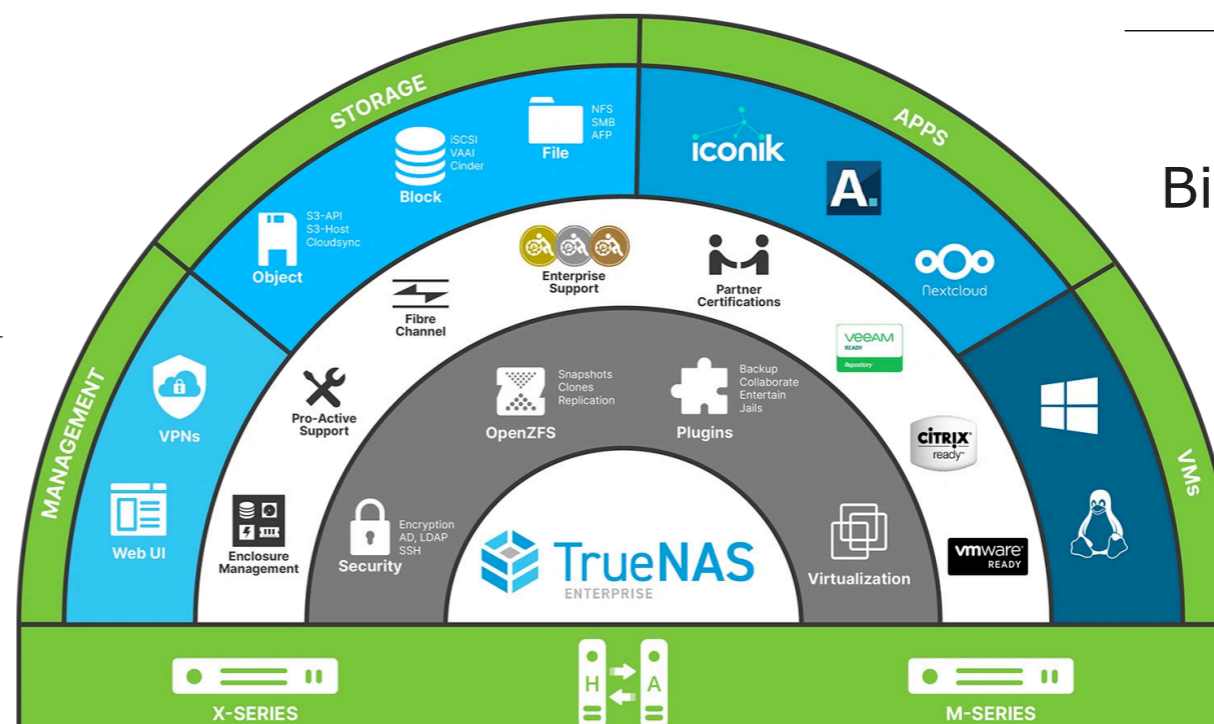 STORAGE
APPS
MANAGEMENT
VMs
NFS
SMB
AFP
File
iSCSI
VAAI
Cinder
Block
S3-API
S3-Host
Cloudsync
Object
iconik
A.
Nextcloud
Bi
VPNs
Web UI
Enterprise
Support
Partner
Certifications
Fibre
Channel
Pro-Active
Support
Enclosure
Management
veeam
READY
Repository
CITRIX
ready
vmware
READY
Snapshots
Clones
Replication
OpenZFS
Backup
Collaborate
Entertain
Jails
Plugins
Encryption
AD, LDAP
SSH
Security
Virtualization
TrueNAS
ENTERPRISE
H A
X-SERIES
M-SERIES